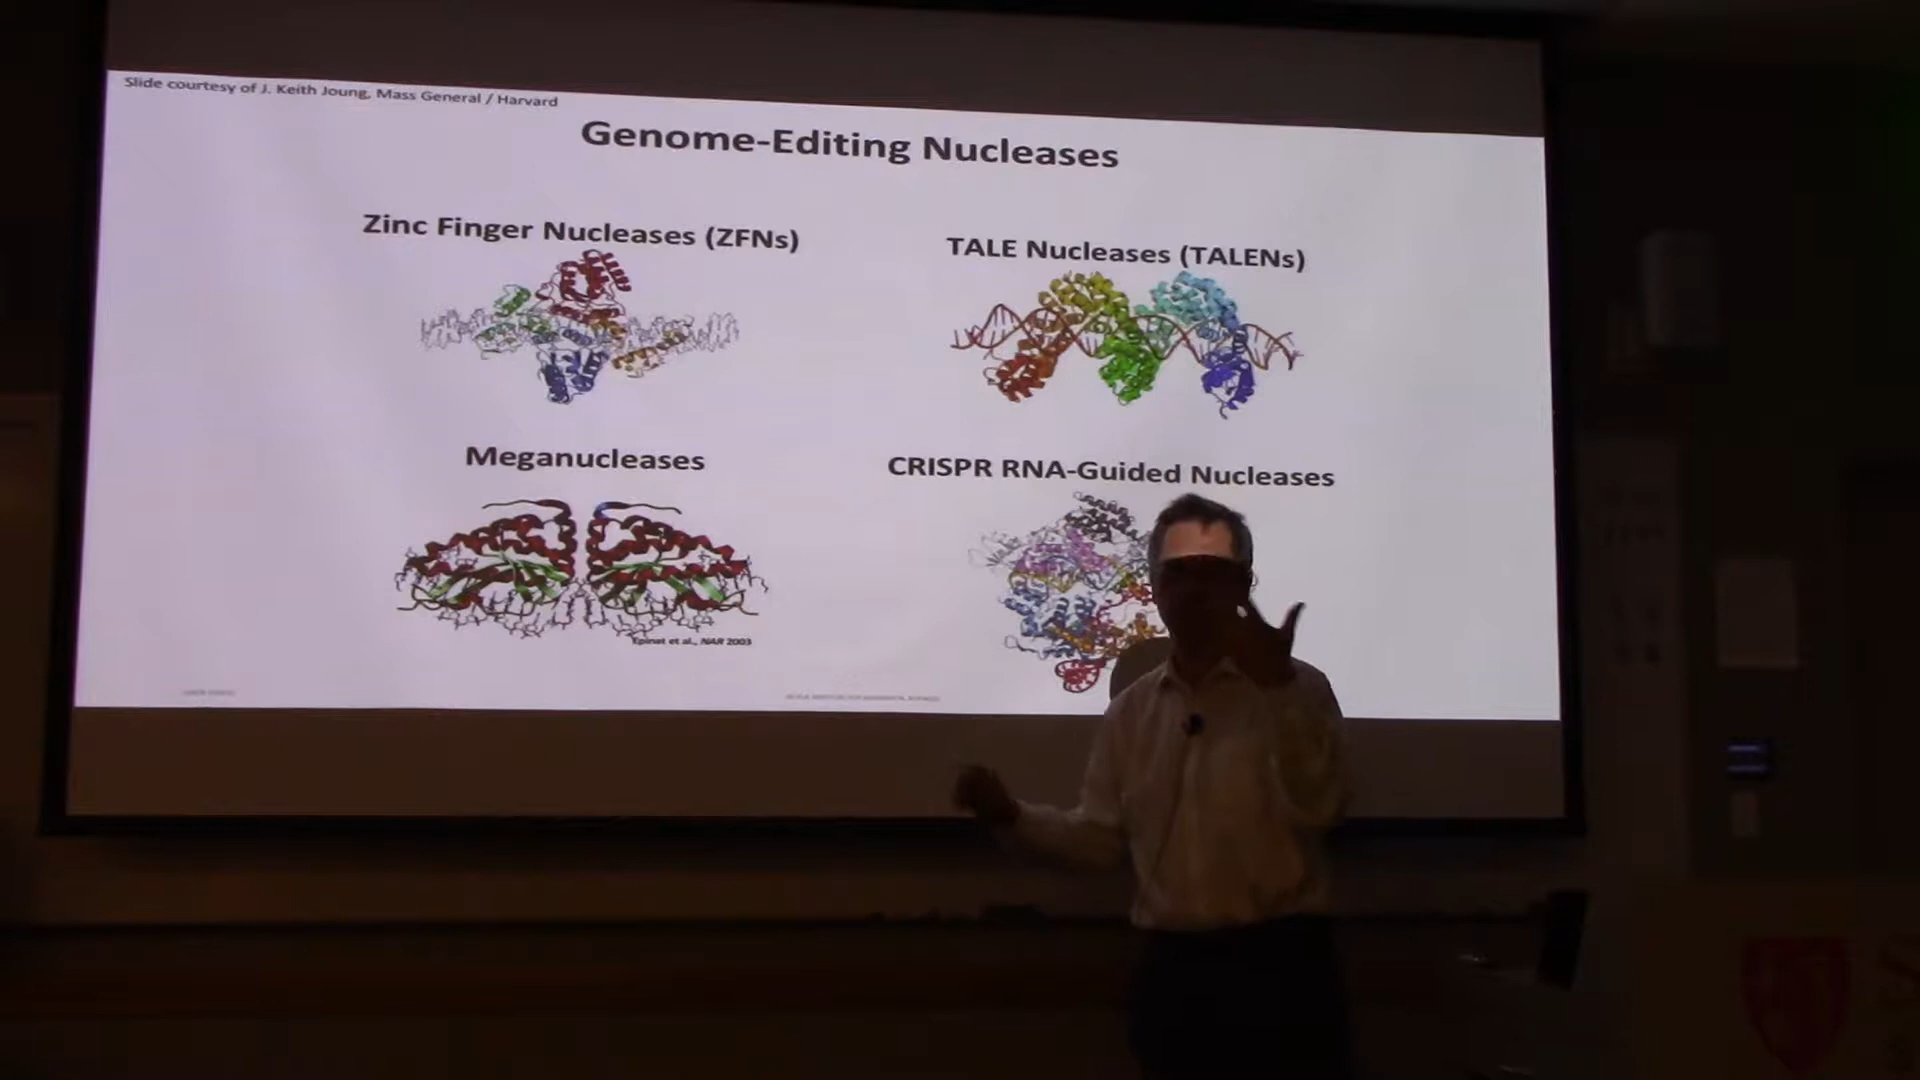 Slide courtesy of J. Keith Joung, Mass General / Harvard
Genome-Editing Nucleases
Zinc Finger Nucleases (ZFNs)
TALE Nucleases (TALENs)
Meganucleases
CRISPR RNA-Guided Nucleases
Epinat et al., NAR 2003